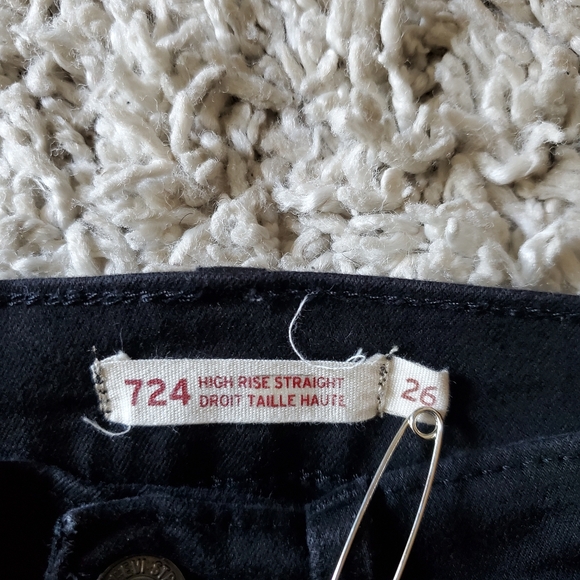 724
HIGH RISE STRAIGHT
DROIT TAILLE HAUTE
26